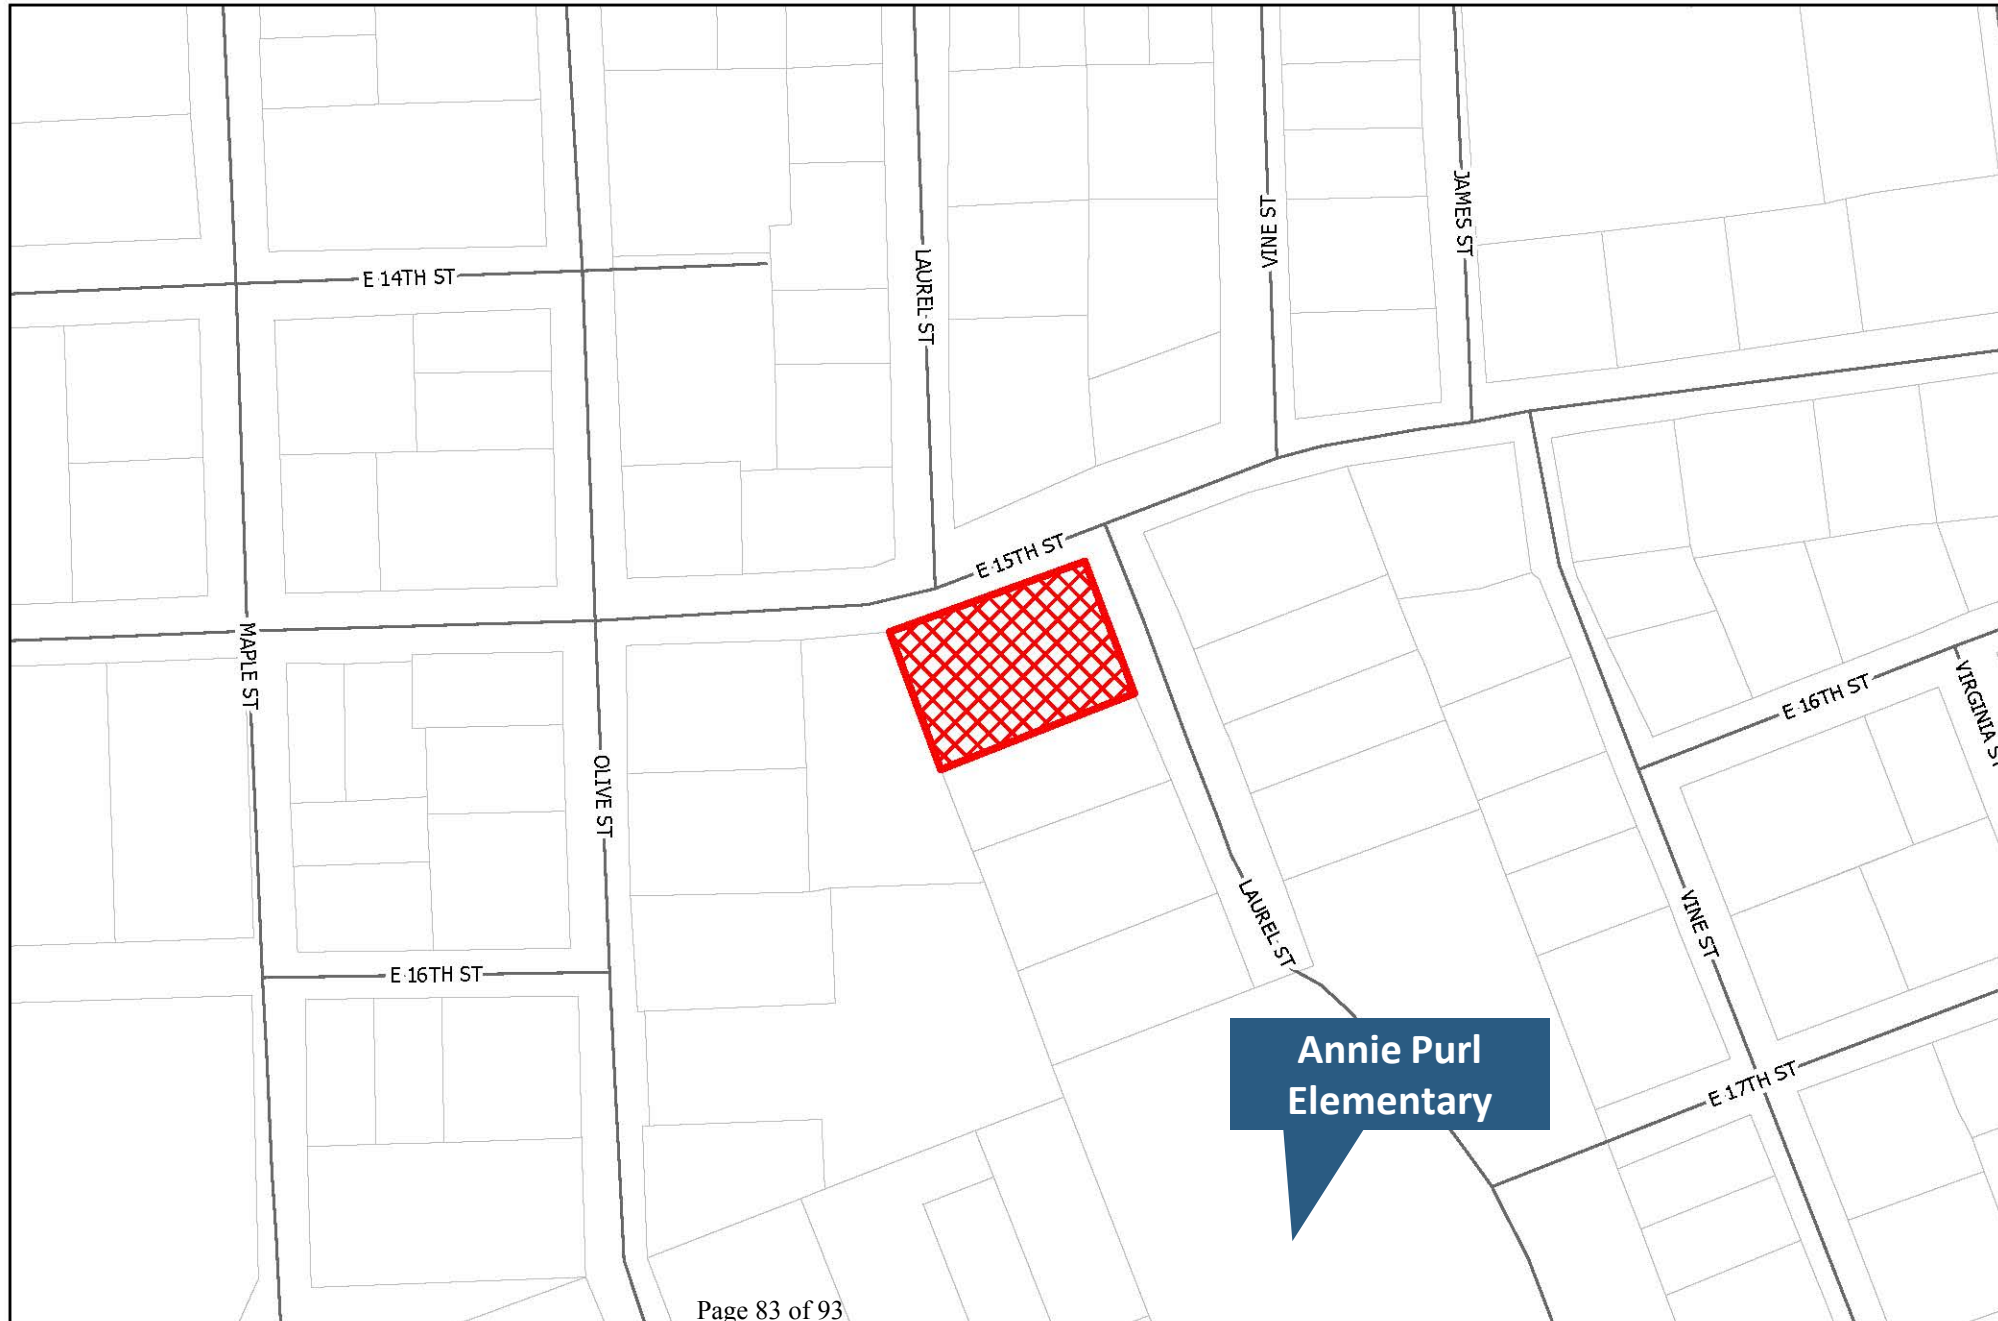 JAMES ST
VINE ST
LAUREL ST
E 14TH ST
E 15TH ST
MAPLE ST
E 16TH ST
VIRGINIA ST
OLIVE ST
LAUREL ST
VINE ST
E 16TH ST
Annie Purl
Elementary
E 17TH ST
Page 83 of 93